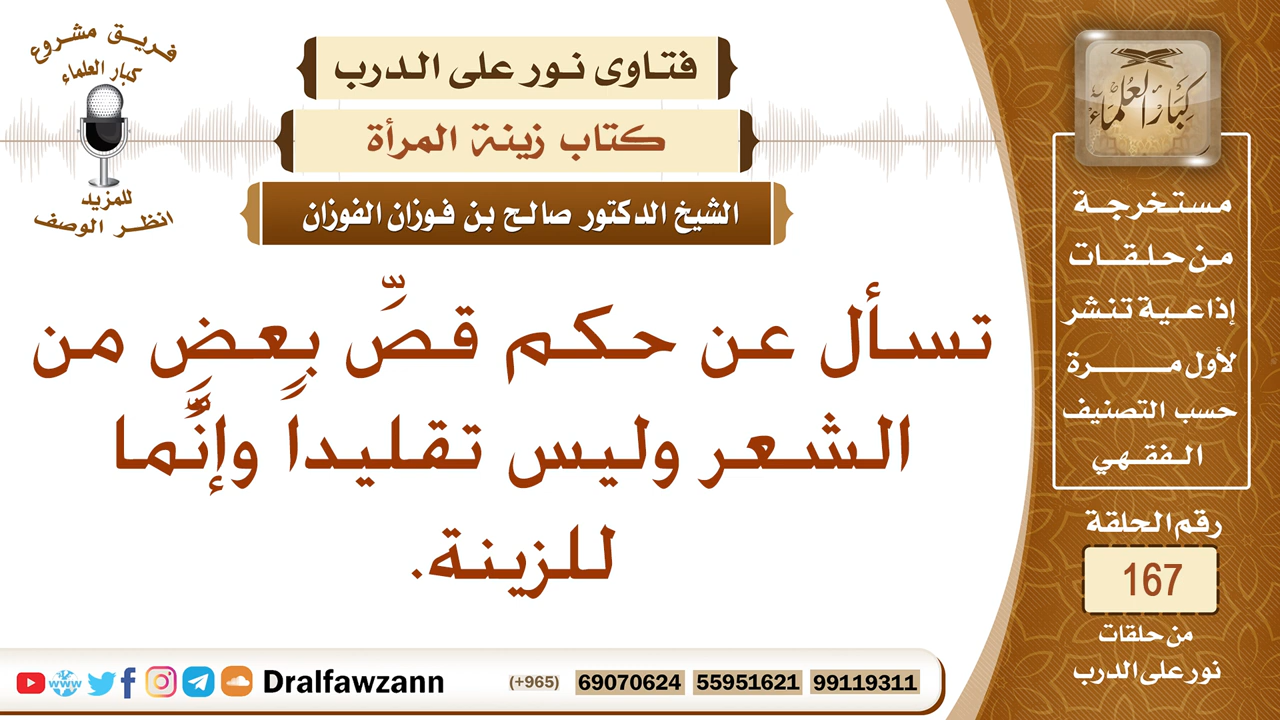 فريق مشروع
كبار العلماء
للمزيد
انظر الوصف
فتاوى نور على الدرب
كتاب زينة المرأة
الشيخ الدكتور صالح بن فوزان الفوزان
تسأل عن حكم قصِّ بعضٍ من
الشعر وليس تقليداً وإنَّما
للزينة.
كبار العلماء
مستخرجة
من حلقات
إذاعية تنشر
لأول مرة
حسب التصنيف
الفقهي
رقم الحلقة
167
من حلقات
نور على الدرب
www
Dralfawzann
(+965) 69070624 55951621 99119311